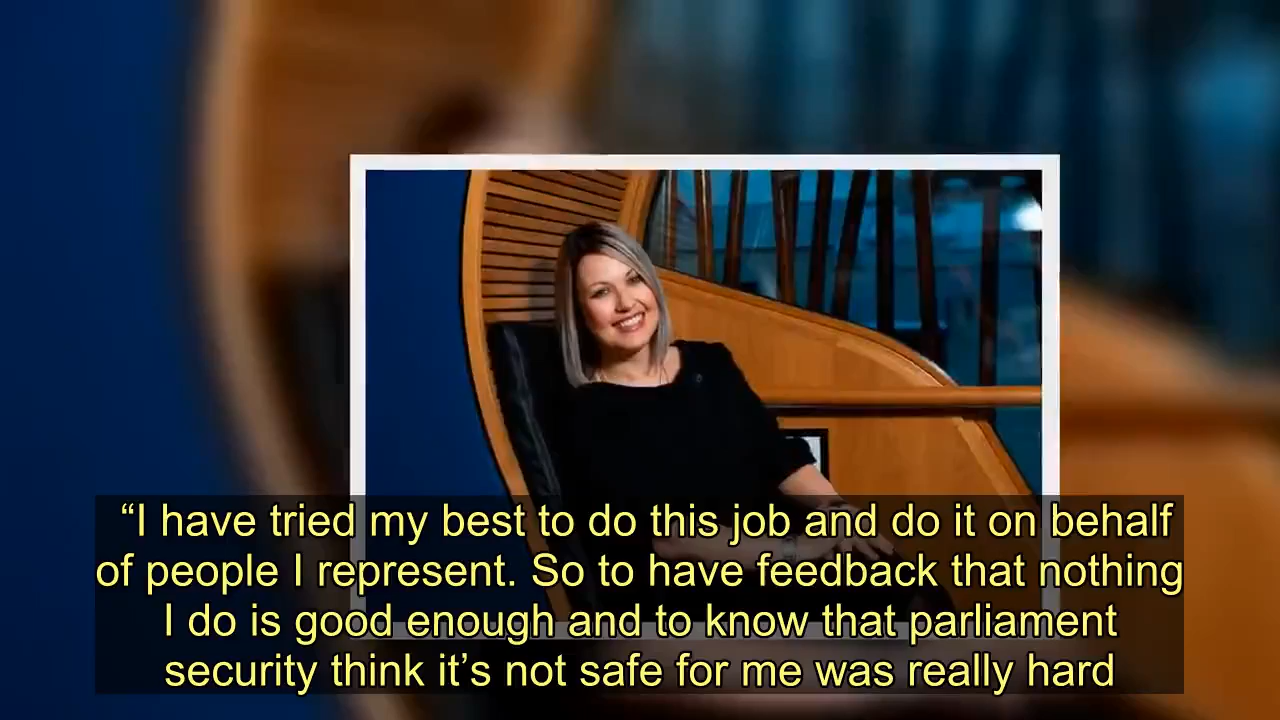 “I have tried my best to do this job and do it on behalf
of people I represent. So to have feedback that nothing
I do is good enough and to know that parliament
security think it’s not safe for me was really hard